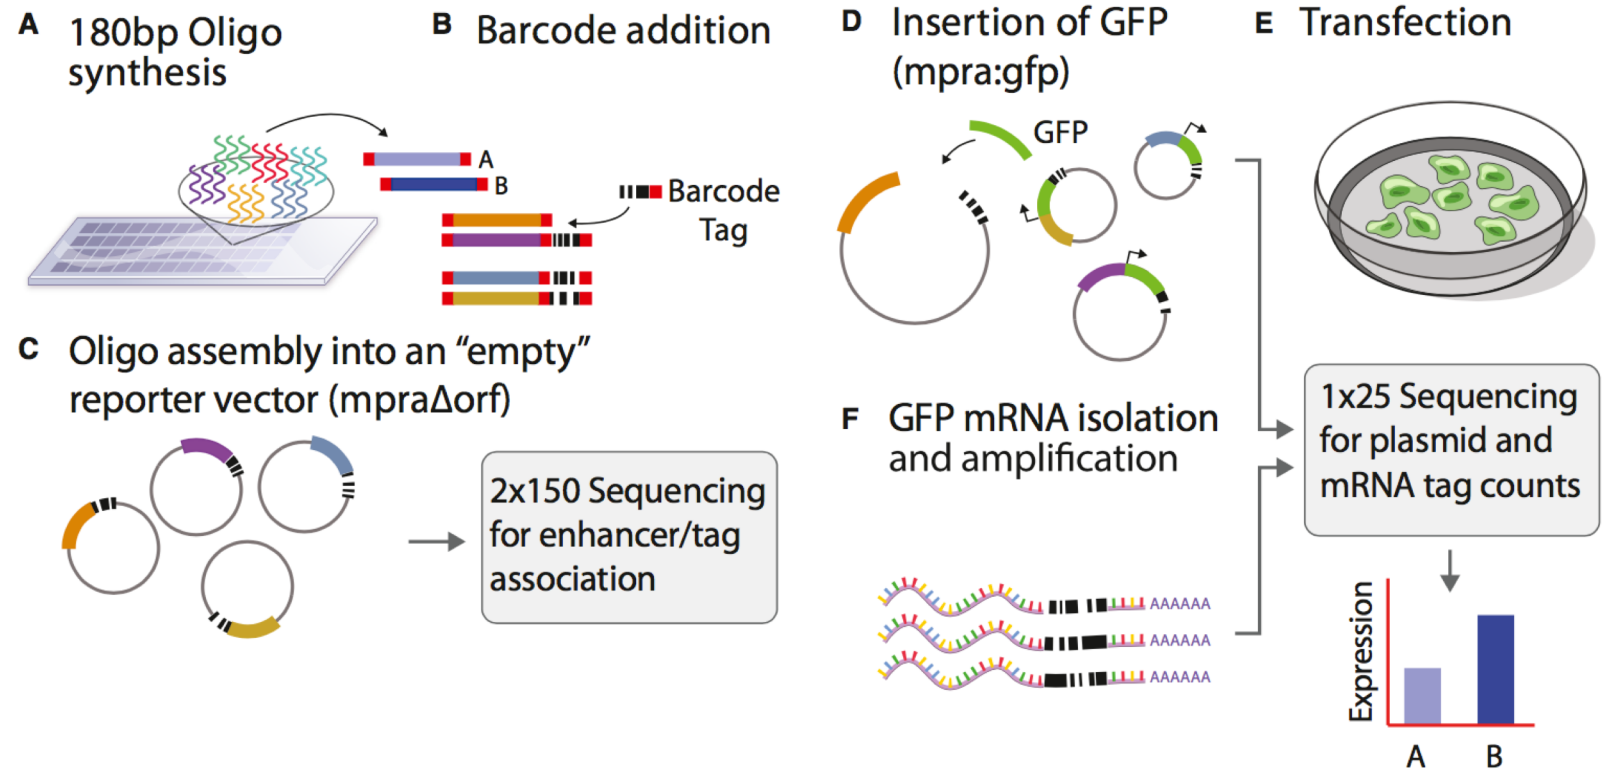 A 180bp Oligo
synthesis
A
B
B Barcode addition
Barcode
Tag
C Oligo assembly into an “empty”
reporter vector (mpraΔorf)
2x150 Sequencing
for enhancer/tag
association
D Insertion of GFP
(mpra:gfp)
GFP
E Transfection
F GFP mRNA isolation
and amplification
AAAAAA
AAAAAA
AAAAAA
1x25 Sequencing
for plasmid and
mRNA tag counts
Expression
A B